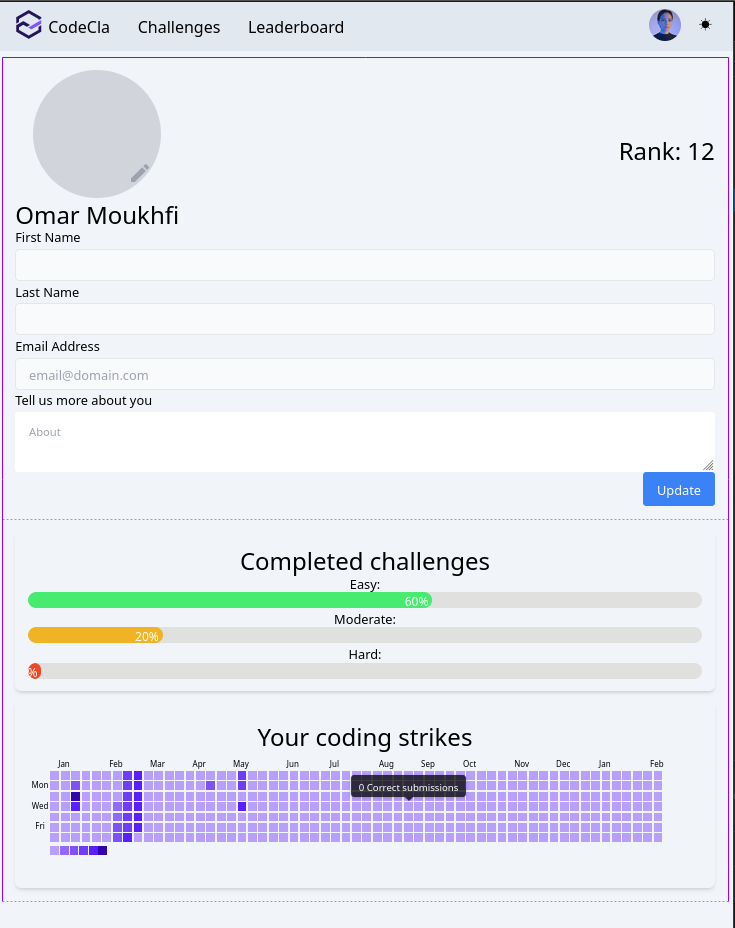 CodeCla Challenges Leaderboard
Rank: 12
Omar Moukhfi
First Name
Last Name
Email Address
email@domain.com
Tell us more about you
About
Update
Completed challenges
Easy:
60%
Moderate:
20%
Hard:
%
Your coding strikes
Jan Feb Mar Apr May Jun Jul Aug Sep Oct Nov Dec Jan Feb
Mon
0 Correct submissions
Wed
Fri